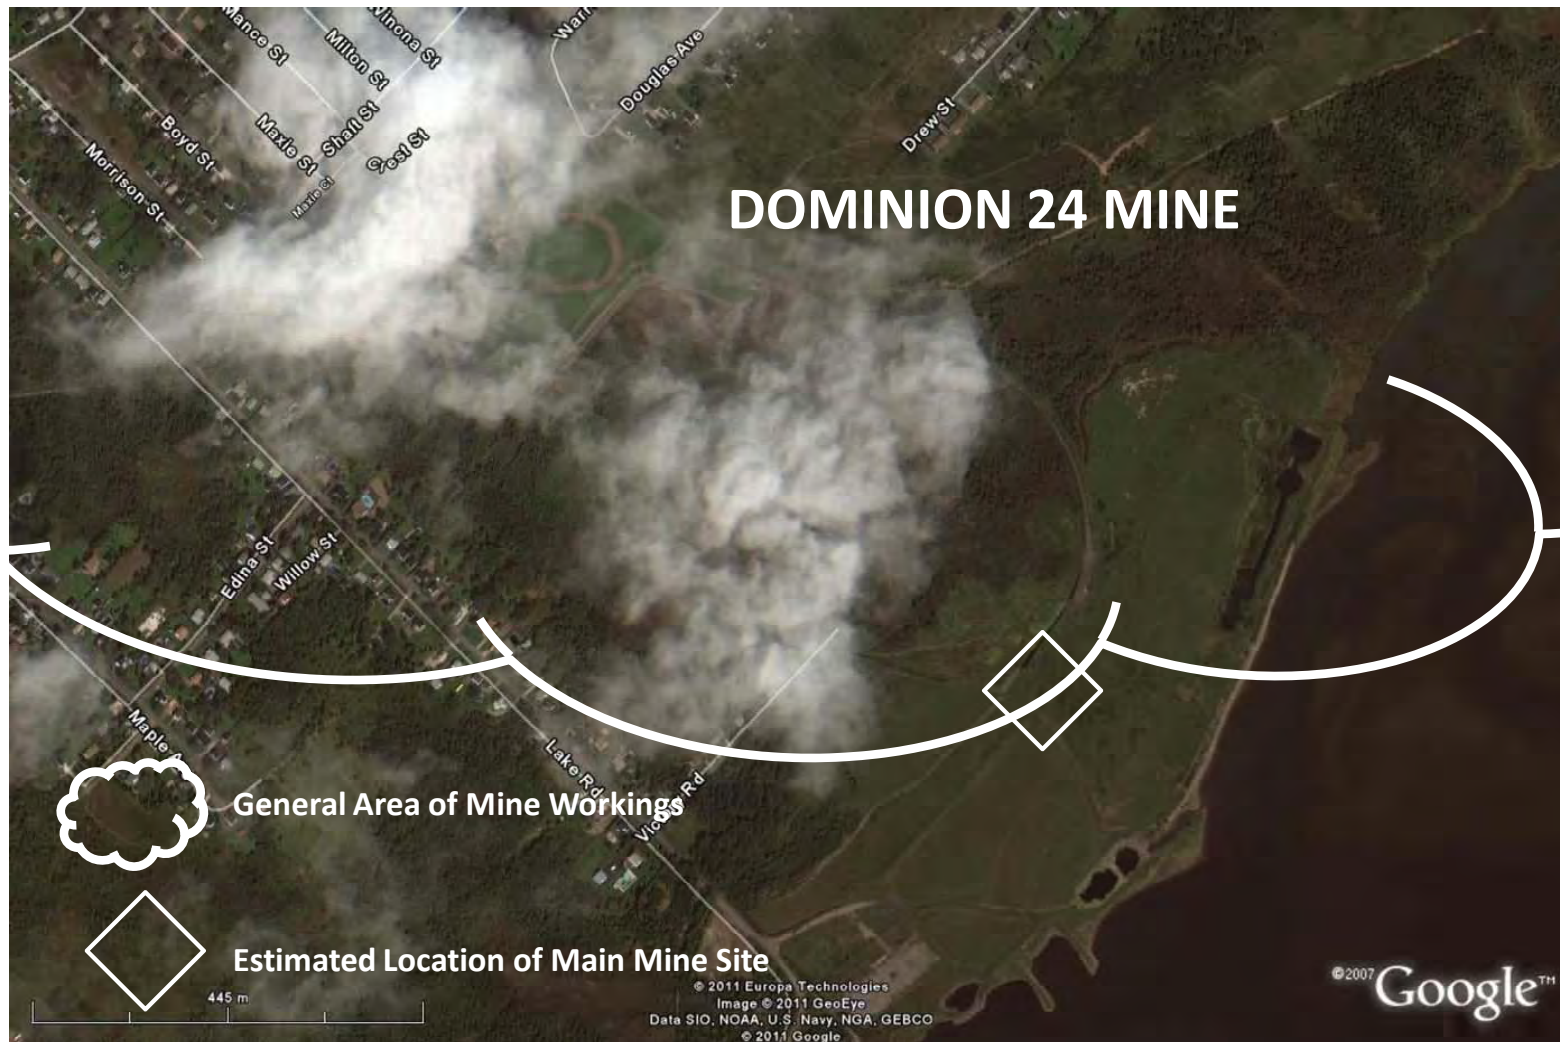 Mance St
Milton St
Winona St
Warr
Douglas Ave
Drew St
Boyd St
Maxie St
Shaft St
Crest St
Morrison St
Maxie Ct
DOMINION 24 MINE
Edina St
Willow St
Maple A
Lake Rd
General Area of Mine Workings
Rd
Estimated Location of Main Mine Site
445 m
© 2011 Europa Technologies
Image © 2011 GeoEye
Data SIO, NOAA, U.S. Navy, NGA, GEBCO
© 2011 Google
©2007 Google™